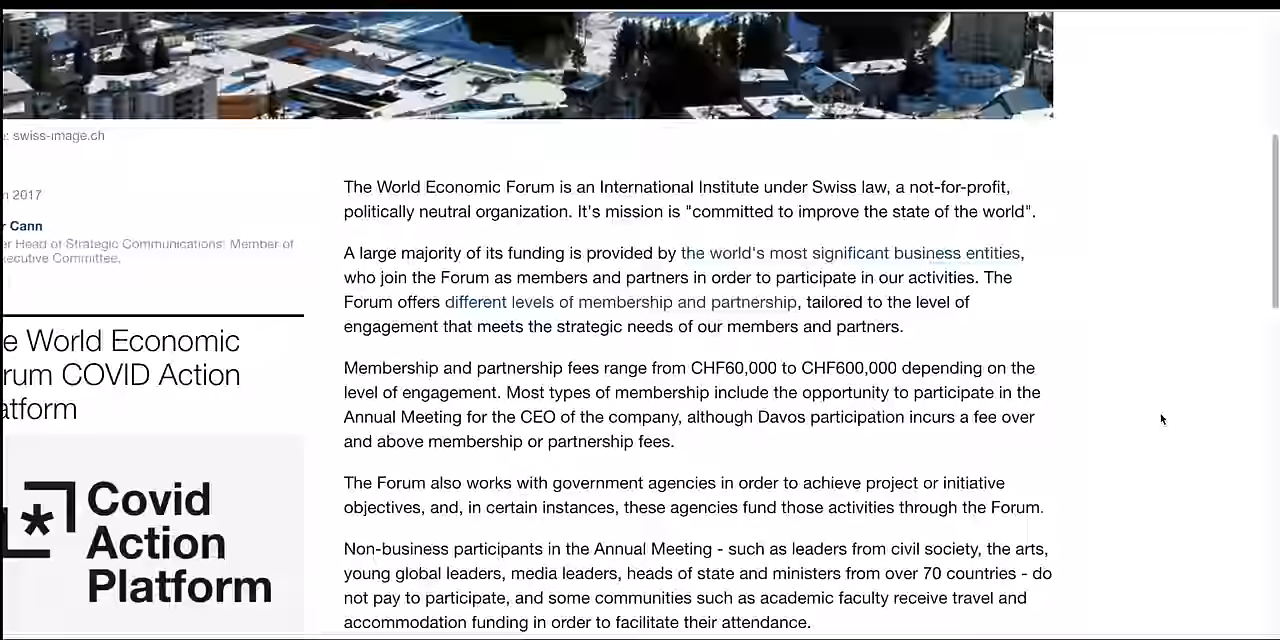 : swiss-image.ch
n 2017
r Cann
er Head of Strategic Communications; Member of
xecutive Committee,
e World Economic
rum COVID Action
atform
Covid
Action
Platform
The World Economic Forum is an International Institute under Swiss law, a not-for-profit,
politically neutral organization. It's mission is "committed to improve the state of the world".
A large majority of its funding is provided by the world's most significant business entities,
who join the Forum as members and partners in order to participate in our activities. The
Forum offers different levels of membership and partnership, tailored to the level of
engagement that meets the strategic needs of our members and partners.
Membership and partnership fees range from CHF60,000 to CHF600,000 depending on the
level of engagement. Most types of membership include the opportunity to participate in the
Annual Meeting for the CEO of the company, although Davos participation incurs a fee over
and above membership or partnership fees.
The Forum also works with government agencies in order to achieve project or initiative
objectives, and, in certain instances, these agencies fund those activities through the Forum.
Non-business participants in the Annual Meeting - such as leaders from civil society, the arts,
young global leaders, media leaders, heads of state and ministers from over 70 countries - do
not pay to participate, and some communities such as academic faculty receive travel and
accommodation funding in order to facilitate their attendance.